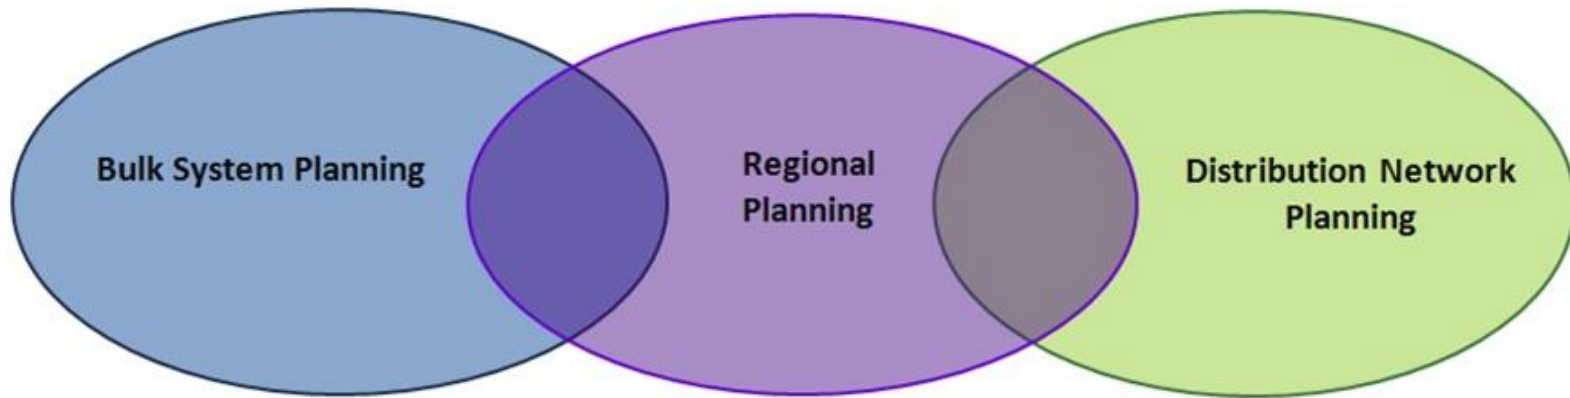 Bulk System Planning
Regional
Planning
Distribution Network
Planning